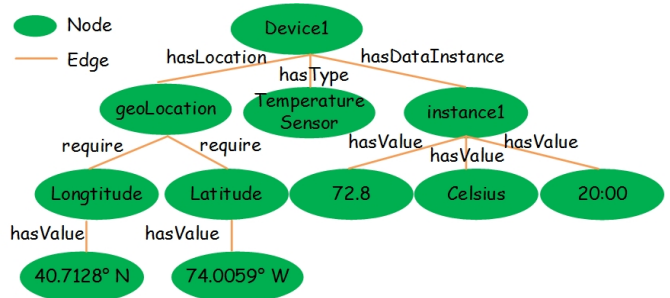 Node
Edge
Device1
hasLocation
hasType
hasDataInstance
geoLocation
Temperature
Sensor
instance1
require
require
hasValue
hasValue
hasValue
Longtitude
Latitude
72.8
Celsius
20:00
hasValue
hasValue
40.7128° N
74.0059° W